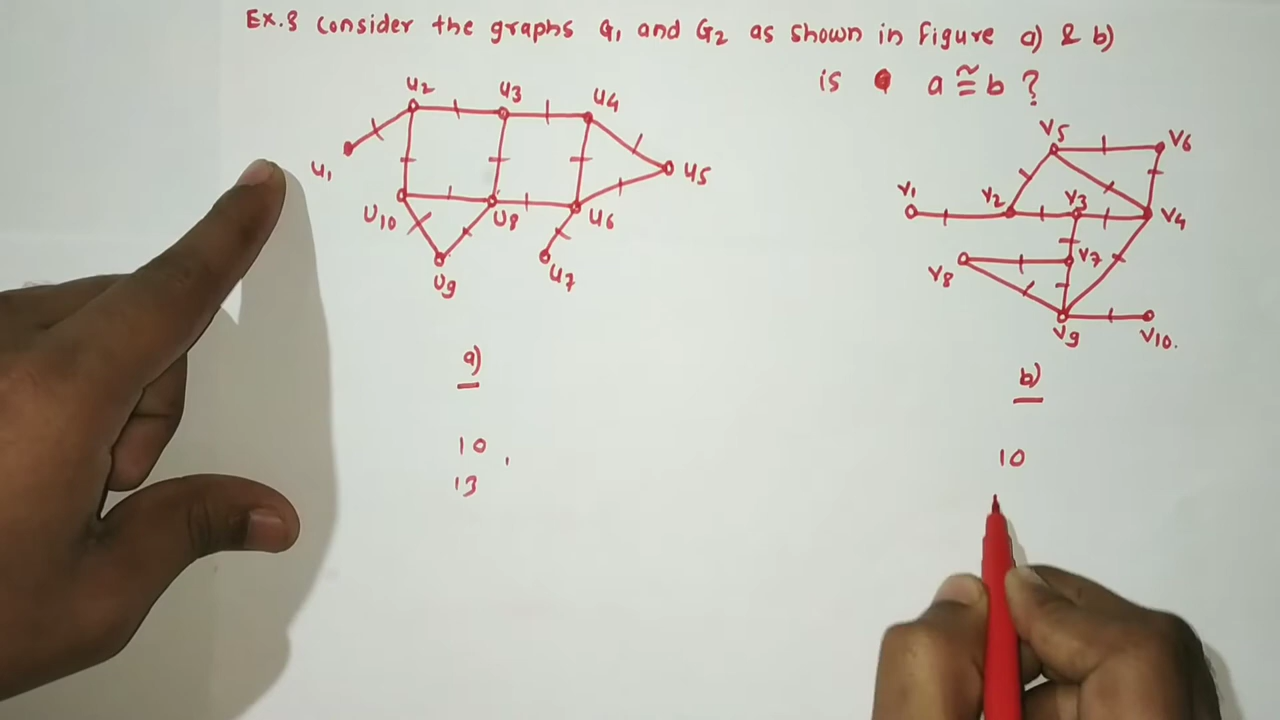 Ex.3 Consider the graphs G1 and G2 as shown in figure a) & b)
is a ≅ b ?
u2 u3 u4
u1 u5
u10 u8 u6
u9 u7
a)
10,
13
v5 v6
v1 v2 v3 v4
v8 v7
v9 v10.
b)
10